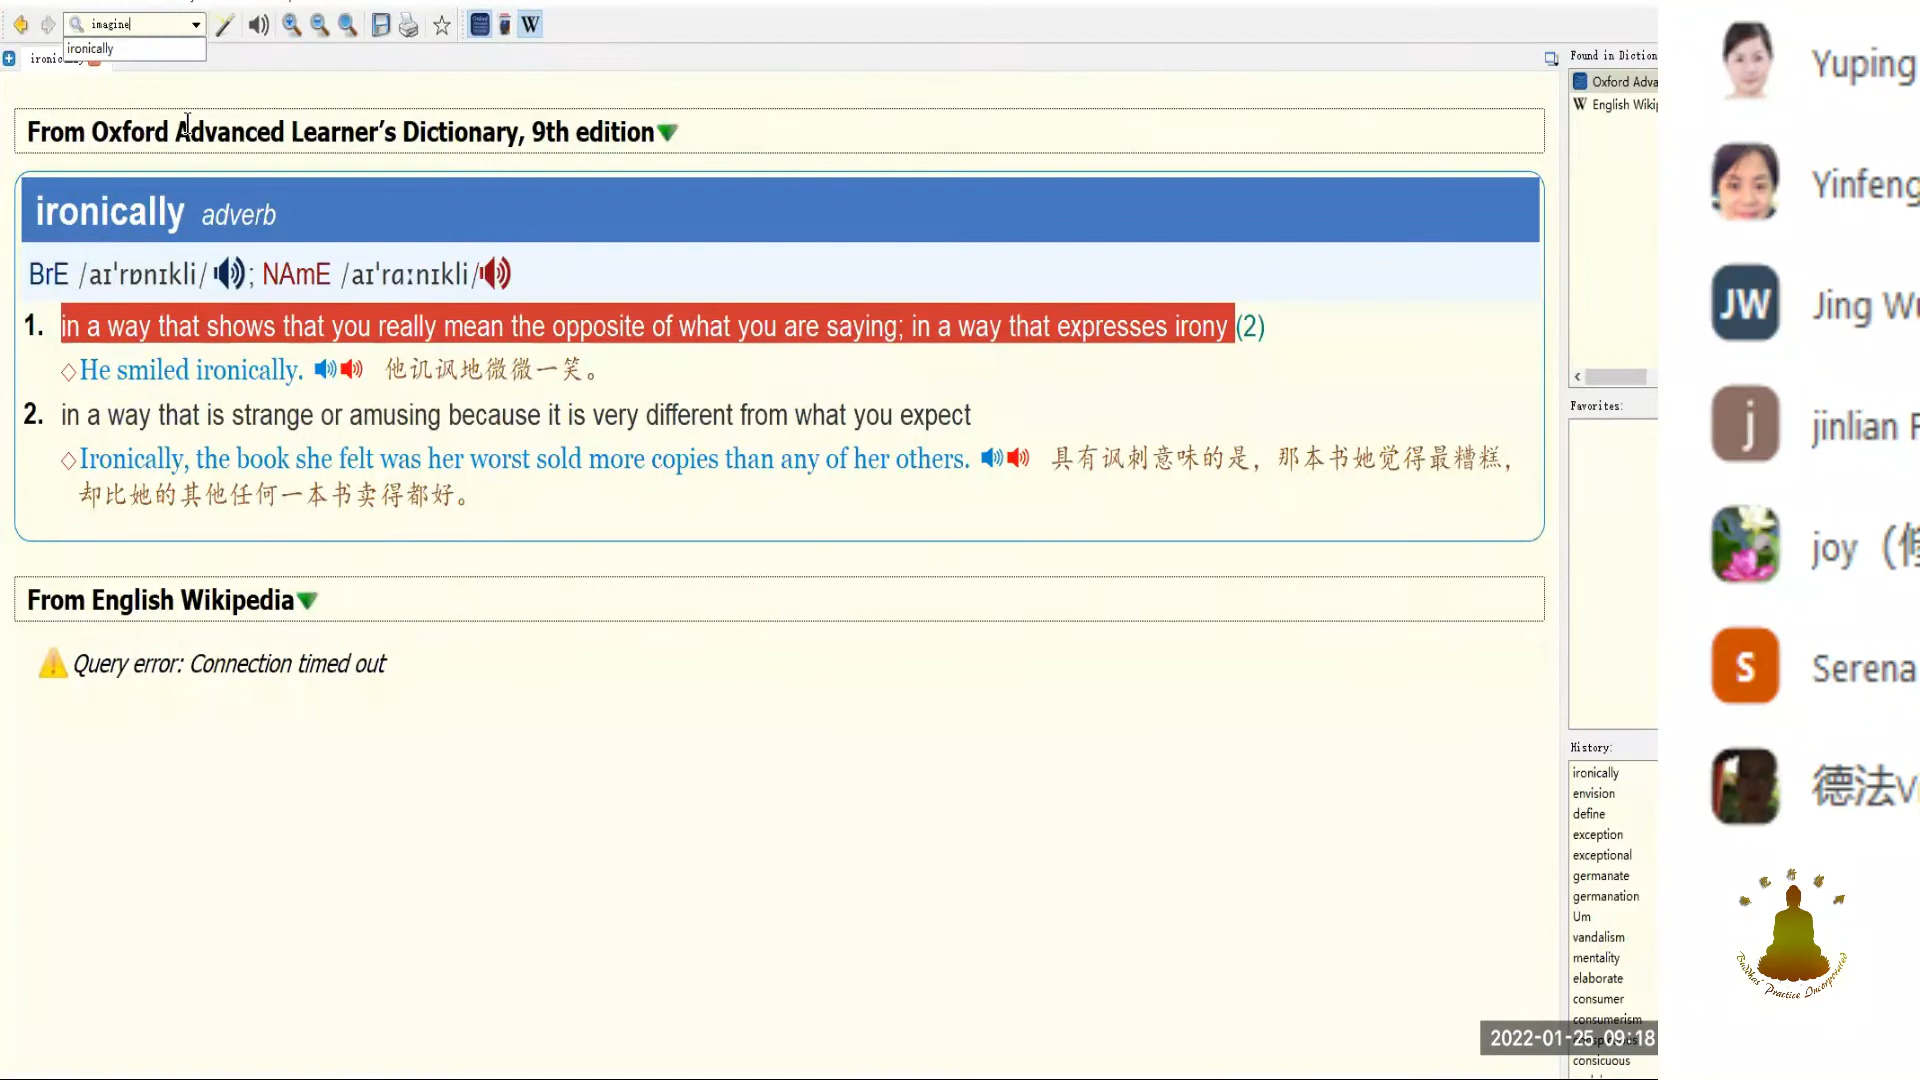 imagine
ironically
Found in Diction
Oxford Adva
W English Wikip
From Oxford Advanced Learner’s Dictionary, 9th edition
ironically adverb
BrE /aɪˈrɒnɪkli/; NAmE /aɪˈrɑːnɪkli/
1. in a way that shows that you really mean the opposite of what you are saying; in a way that expresses irony (2)
He smiled ironically. 他讥讽地微微一笑。
2. in a way that is strange or amusing because it is very different from what you expect
Ironically, the book she felt was her worst sold more copies than any of her others. 具有讽刺意味的是，那本书她觉得最糟糕，
却比她的其他任何一本书卖得都好。
From English Wikipedia
Query error: Connection timed out
Favorites:
History:
ironically
envision
define
exception
exceptional
germanate
germanation
Um
vandalism
mentality
elaborate
consumer
consumerism
consicuous
2022-01-25 09:18
Yuping
Yinfeng
JW Jing Wu
j jinlian
joy
S Serena
德法Vi
Buddhas' Practice Incorporated